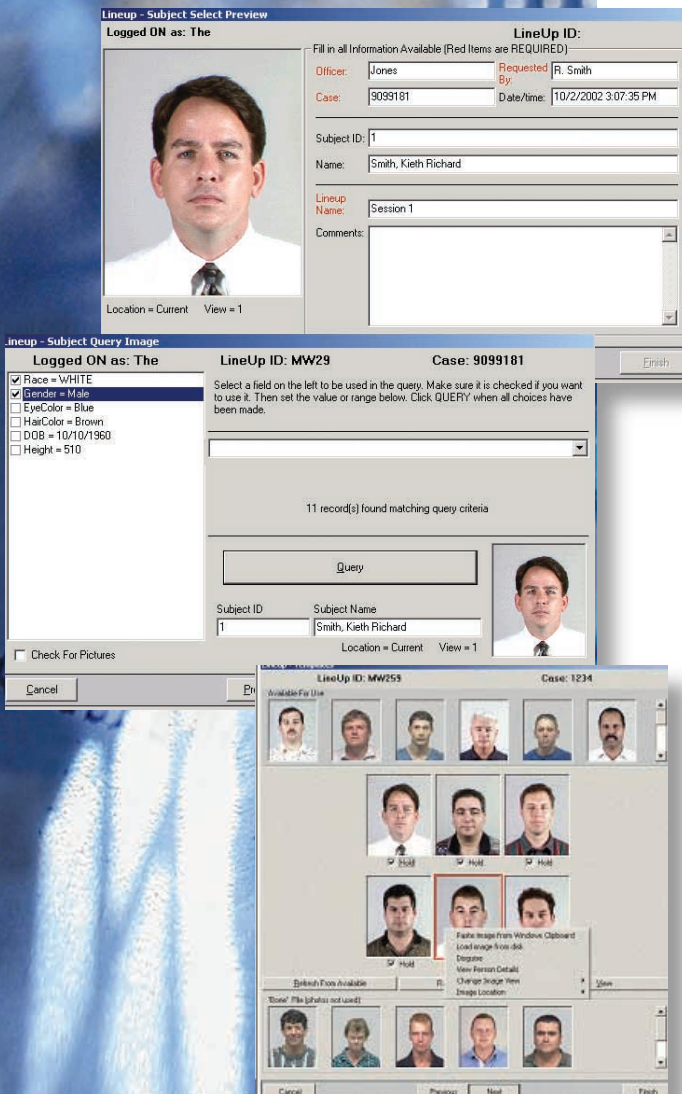 Lineup - Subject Select Preview
Logged ON as: The
LineUp ID:
Fill in all Information Available (Red Items are REQUIRED)
Officer: Jones
Requested By: R. Smith
Case: 9099181
Date/time: 10/2/2002 3:07:35 PM
Subject ID: 1
Name: Smith, Kieth Richard
Lineup Name: Session 1
Comments:
Location = Current View = 1
Finish
Lineup - Subject Query Image
Logged ON as: The
LineUp ID: MW29
Case: 9099181
Race = WHITE
Gender = Male
EyeColor = Blue
HairColor = Brown
DOB = 10/10/1960
Height = 510
Select a field on the left to be used in the query. Make sure it is checked if you want
to use it. Then set the value or range below. Click QUERY when all choices have
been made.
11 record(s) found matching query criteria
Query
Subject ID
Subject Name
1
Smith, Kieth Richard
Location = Current View = 1
Check For Pictures
Cancel
LineUp ID: MW259
Case: 1234
Available For Use
Hold
Hold
Hold
Hold
Paste Image from Windows Clipboard
Load image from disk
Disguise
View Person Details
Change Image View
Image Location
Refresh From Available
View
'Done' File (photos not used)
Cancel
Previous
Next
Finish